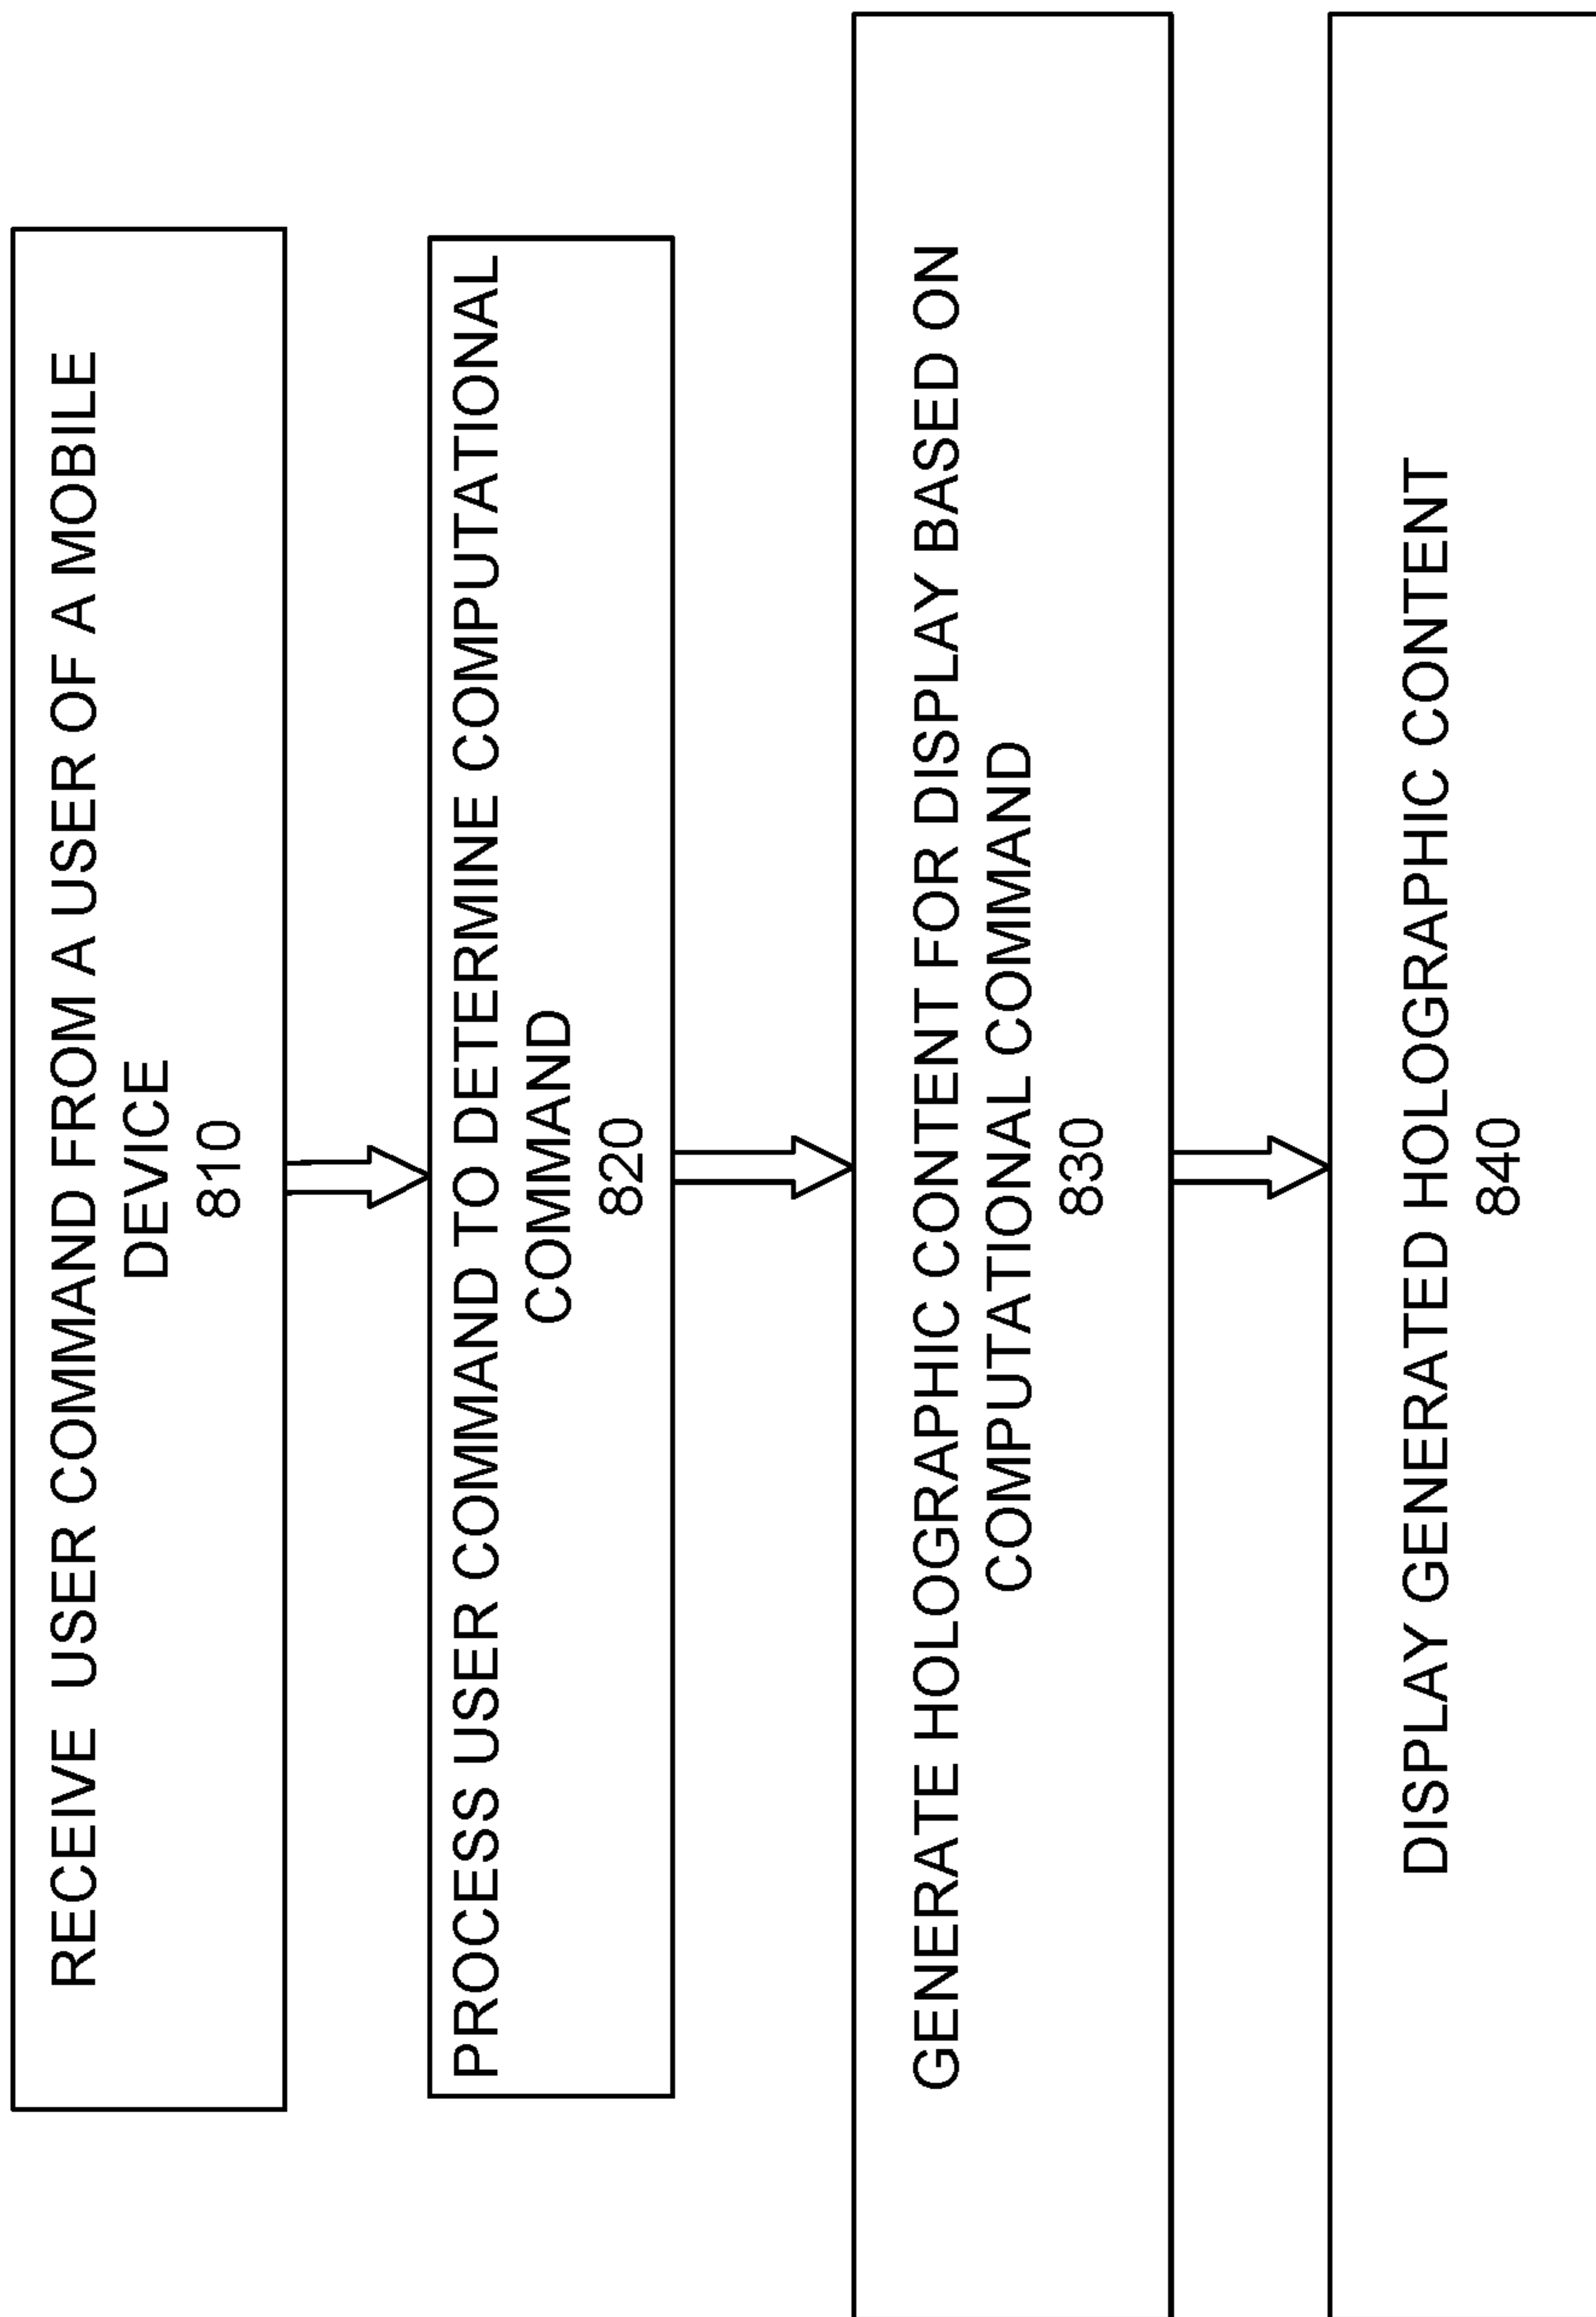 RECEIVE  USER COMMAND FROM A USER OF A MOBILE
DEVICE
810
PROCESS USER COMMAND TO DETERMINE COMPUTATIONAL
COMMAND
820
GENERATE HOLOGRAPHIC CONTENT FOR DISPLAY BASED ON
COMPUTATIONAL COMMAND
830
DISPLAY GENERATED HOLOGRAPHIC CONTENT
840